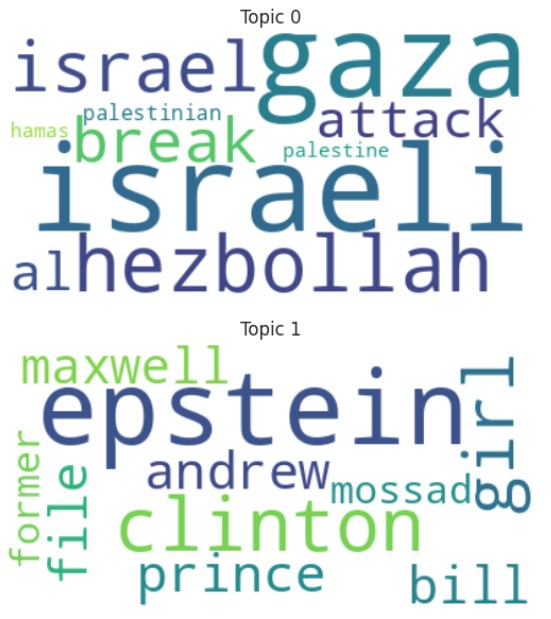 Topic 0
israel gaza
palestinian attack
hamas break palestine
israeli
al hezbollah
Topic 1
maxwell
epstein girl
former file andrew mossad
clinton
prince bill